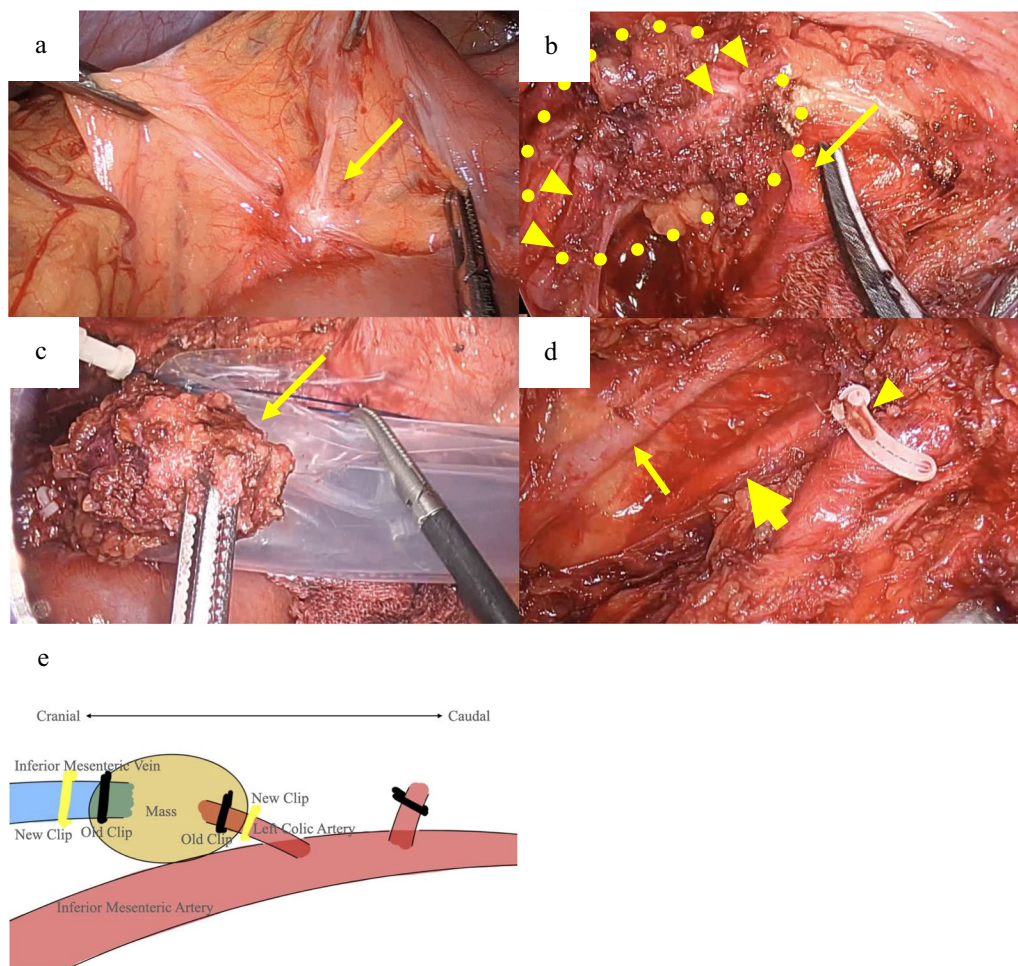 a
b
c
d
e
Cranial
Caudal
Inferior Mesenteric Vein
New Clip
Mass
New Clip
Old Clip
Old Clip
Left Colic Artery
Inferior Mesenteric Artery